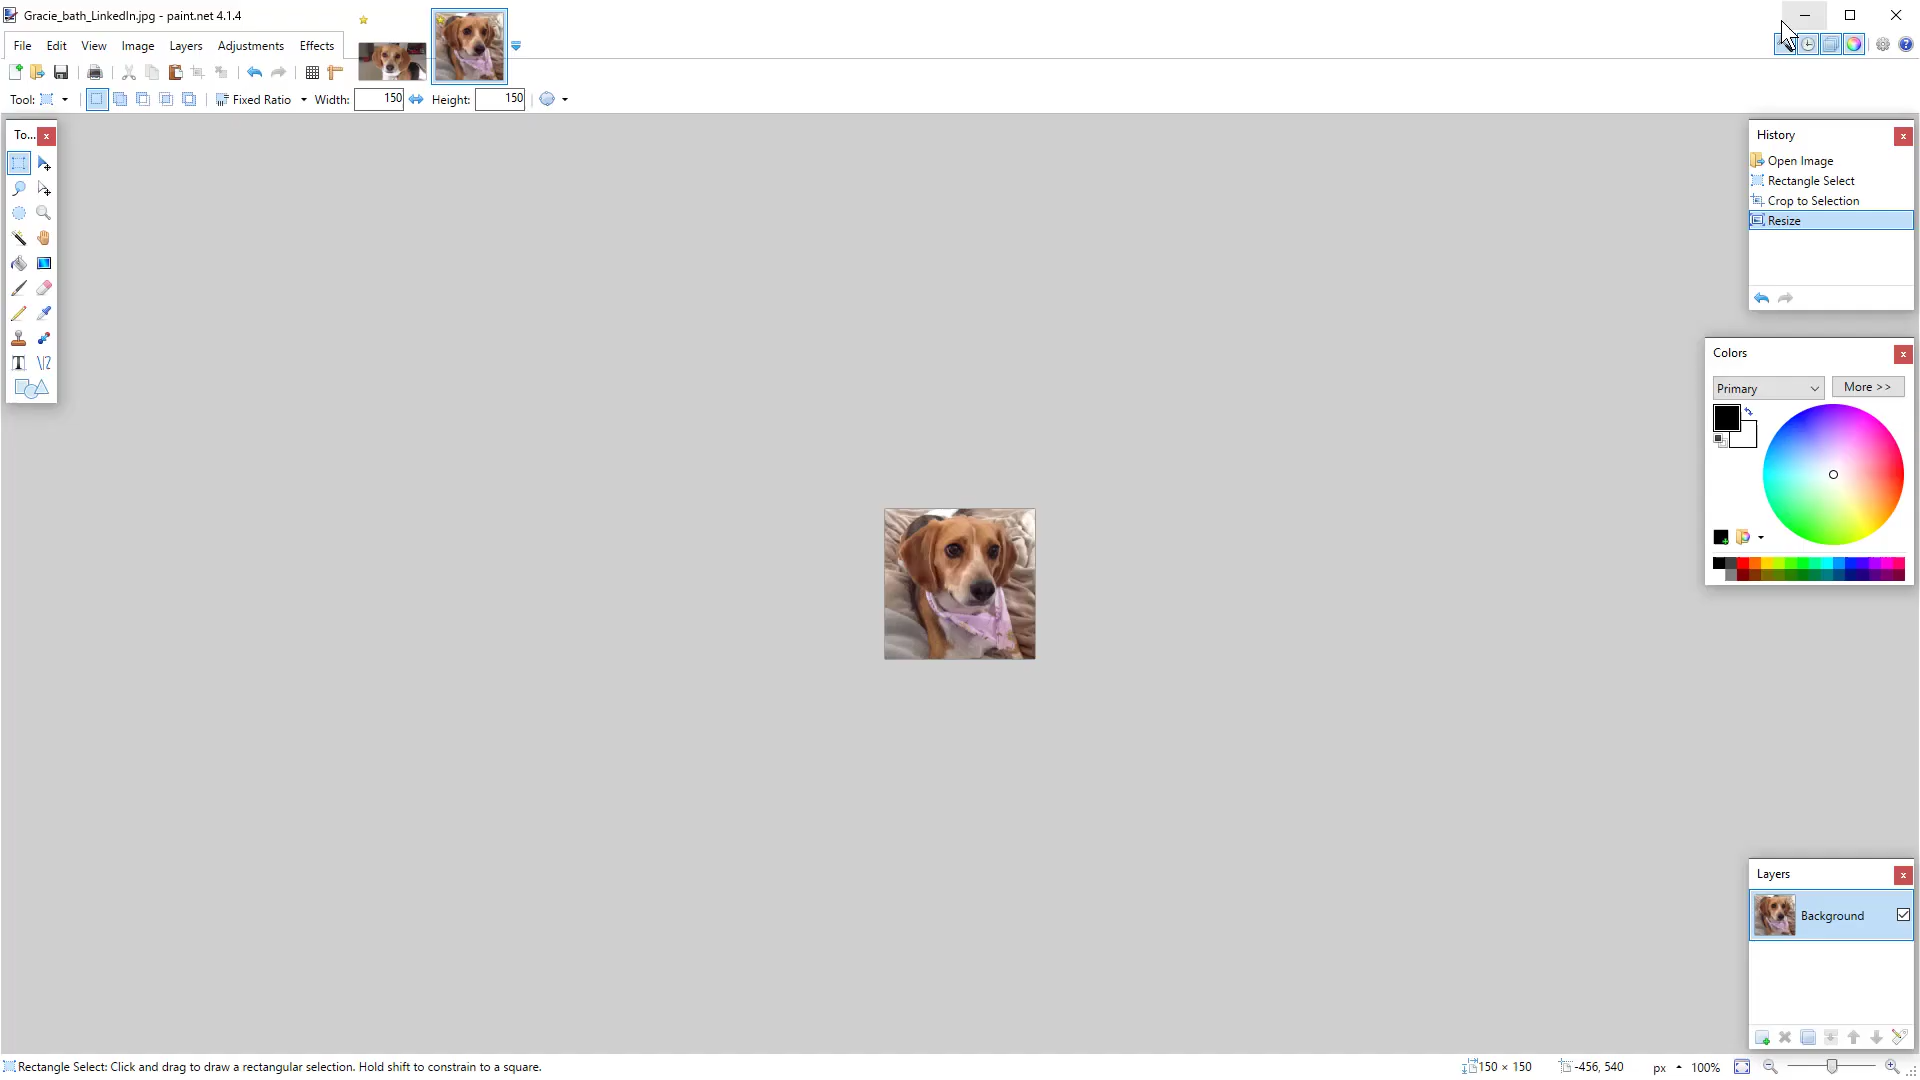 Gracie_bath_LinkedIn.jpg - paint.net 4.1.4
File Edit View Image Layers Adjustments Effects
Tool: Fixed Ratio Width: 150 Height: 150
To...
History
Open Image
Rectangle Select
Crop to Selection
Resize
Colors
Primary More >>
Layers
Background
Rectangle Select: Click and drag to draw a rectangular selection. Hold shift to constrain to a square. 150 × 150 -456, 540 px 100%